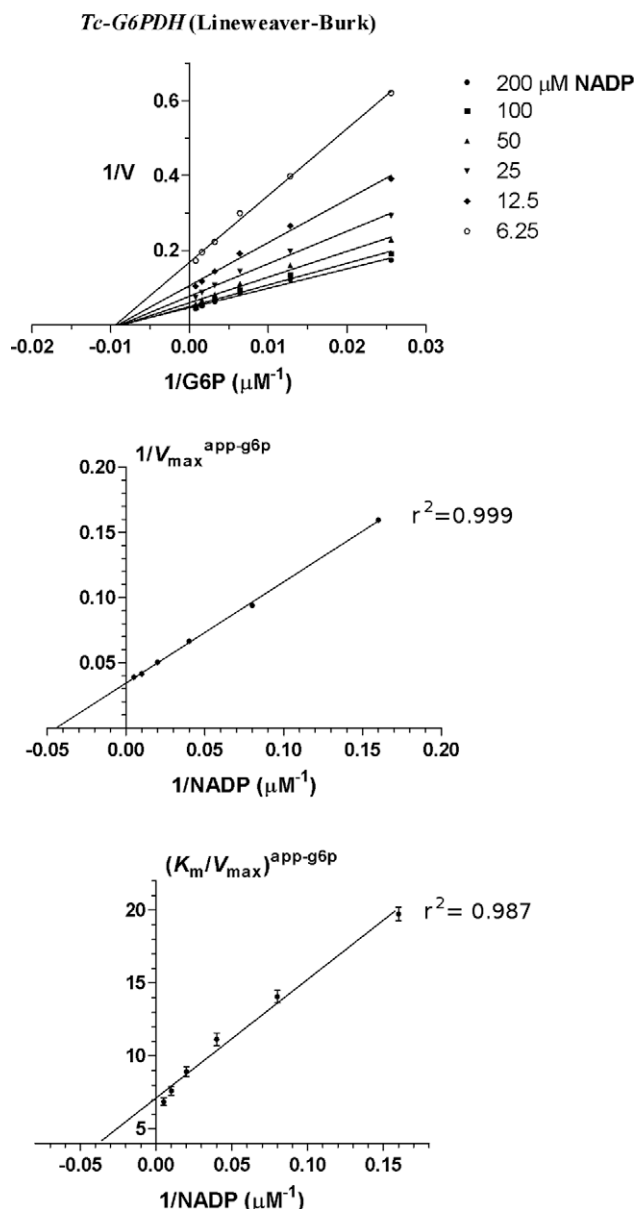 Tc-G6PDH (Lineweaver-Burk)
200 μM NADP
100
50
25
12.5
6.25
1/V
0.6
0.4
0.2
-0.02 -0.01 0.00 0.01 0.02 0.03
1/G6P (μM⁻¹)
1/Vmax app-g6p
0.20
0.15
0.10
0.05
r²=0.999
-0.05 0.00 0.05 0.10 0.15 0.20
1/NADP (μM⁻¹)
(Km/Vmax)app-g6p
20
15
10
5
r²= 0.987
-0.05 0.00 0.05 0.10 0.15
1/NADP (μM⁻¹)